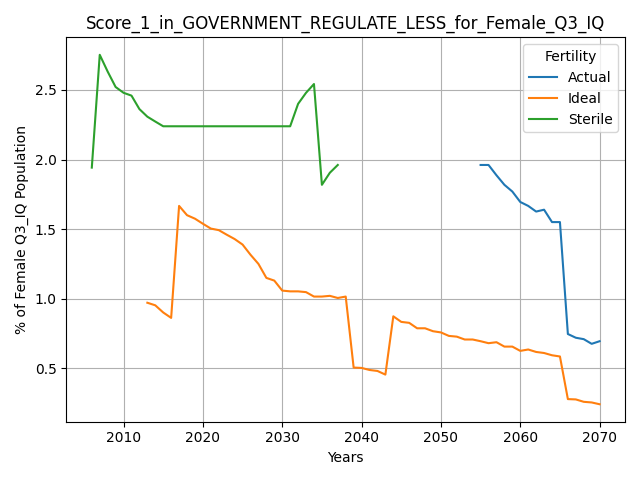 Score_1_in_GOVERNMENT_REGULATE_LESS_for_Female_Q3_IQ
Fertility
Actual
Ideal
Sterile
% of Female Q3_IQ Population
2.5
2.0
1.5
1.0
0.5
2010 2020 2030 2040 2050 2060 2070
Years